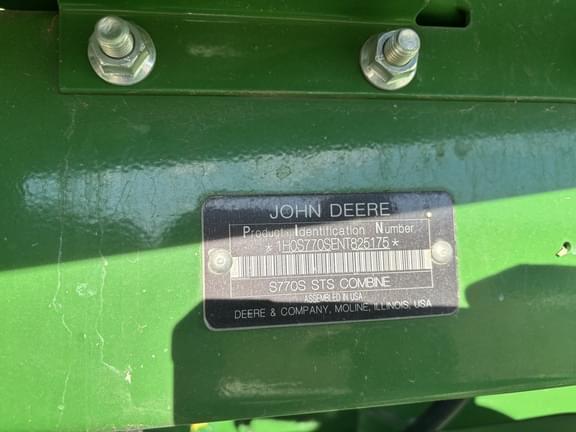 JOHN DEERE
Product Identification Number
*1H0S770SENT825175*
S770S STS COMBINE
ASSEMBLED IN USA
DEERE & COMPANY, MOLINE, ILLINOIS, USA